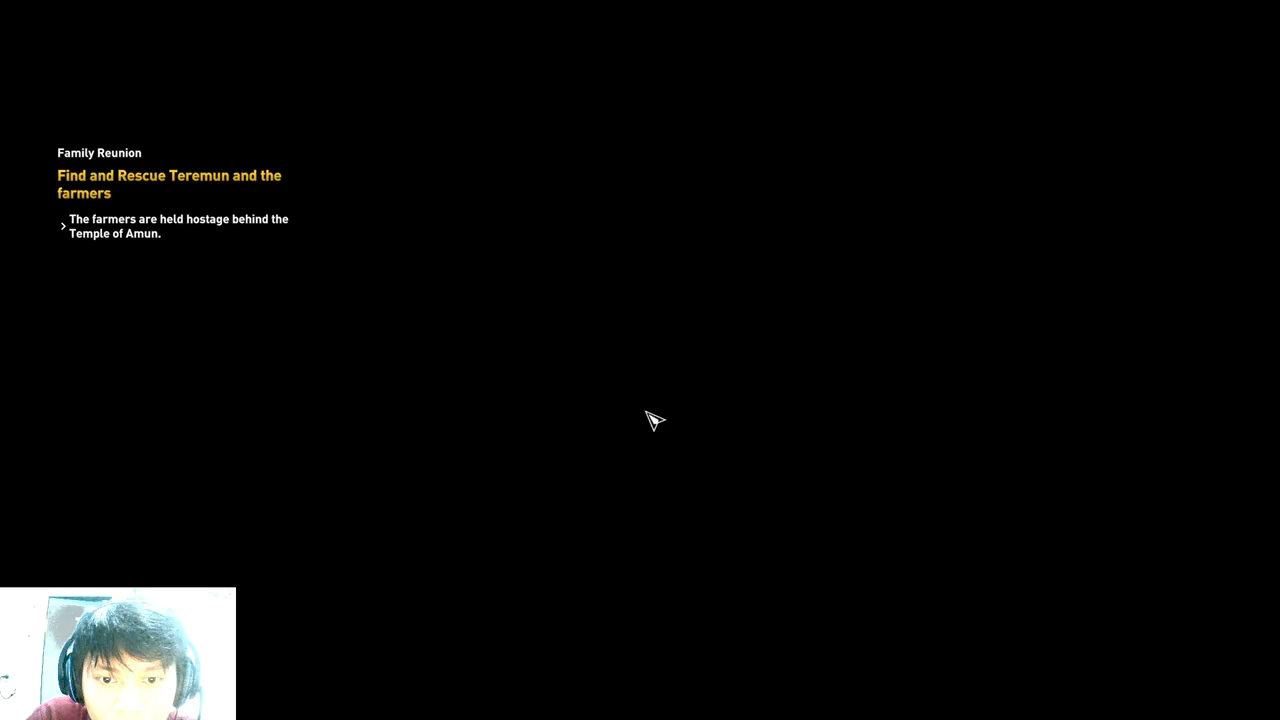 Family Reunion
Find and Rescue Teremun and the
farmers
The farmers are held hostage behind the
Temple of Amun.